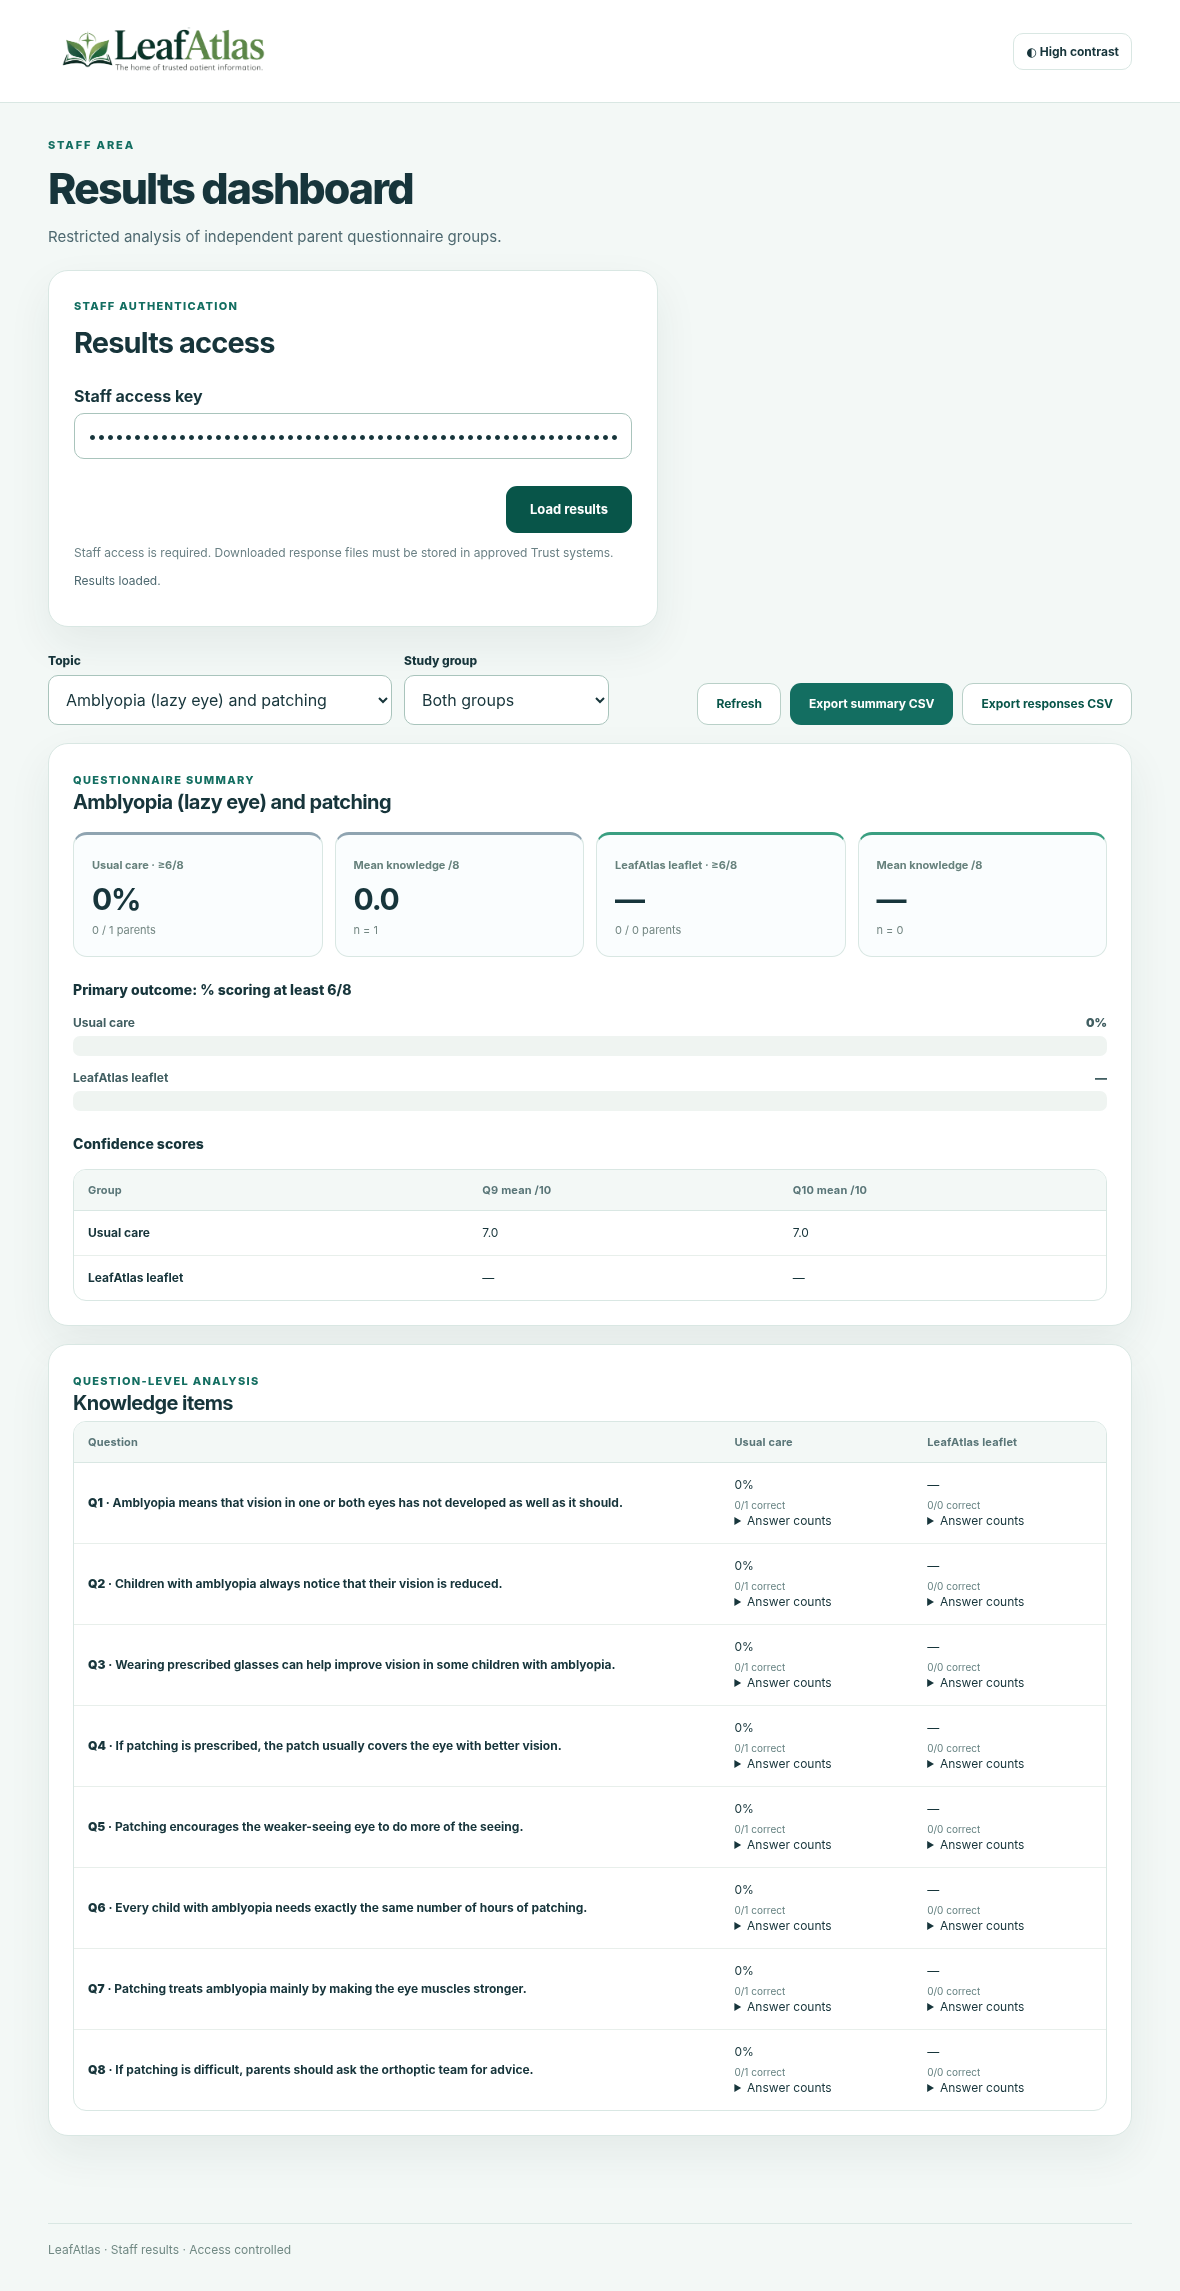 LeafAtlas
The home of trusted patient information.
◐ High contrast
STAFF AREA
Results dashboard
Restricted analysis of independent parent questionnaire groups.
STAFF AUTHENTICATION
Results access
Staff access key
Load results
Staff access is required. Downloaded response files must be stored in approved Trust systems.
Results loaded.
Topic
Study group
Amblyopia (lazy eye) and patching
Both groups
Refresh
Export summary CSV
Export responses CSV
QUESTIONNAIRE SUMMARY
Amblyopia (lazy eye) and patching
Usual care · ≥6/8
0%
0 / 1 parents
Mean knowledge /8
0.0
n = 1
LeafAtlas leaflet · ≥6/8
—
0 / 0 parents
Mean knowledge /8
—
n = 0
Primary outcome: % scoring at least 6/8
Usual care 0%
LeafAtlas leaflet —
Confidence scores
Group Q9 mean /10 Q10 mean /10
Usual care 7.0 7.0
LeafAtlas leaflet — —
QUESTION-LEVEL ANALYSIS
Knowledge items
Question Usual care LeafAtlas leaflet
Q1 · Amblyopia means that vision in one or both eyes has not developed as well as it should.
0% —
0/1 correct 0/0 correct
▶ Answer counts ▶ Answer counts
Q2 · Children with amblyopia always notice that their vision is reduced.
0% —
0/1 correct 0/0 correct
▶ Answer counts ▶ Answer counts
Q3 · Wearing prescribed glasses can help improve vision in some children with amblyopia.
0% —
0/1 correct 0/0 correct
▶ Answer counts ▶ Answer counts
Q4 · If patching is prescribed, the patch usually covers the eye with better vision.
0% —
0/1 correct 0/0 correct
▶ Answer counts ▶ Answer counts
Q5 · Patching encourages the weaker-seeing eye to do more of the seeing.
0% —
0/1 correct 0/0 correct
▶ Answer counts ▶ Answer counts
Q6 · Every child with amblyopia needs exactly the same number of hours of patching.
0% —
0/1 correct 0/0 correct
▶ Answer counts ▶ Answer counts
Q7 · Patching treats amblyopia mainly by making the eye muscles stronger.
0% —
0/1 correct 0/0 correct
▶ Answer counts ▶ Answer counts
Q8 · If patching is difficult, parents should ask the orthoptic team for advice.
0% —
0/1 correct 0/0 correct
▶ Answer counts ▶ Answer counts
LeafAtlas · Staff results · Access controlled